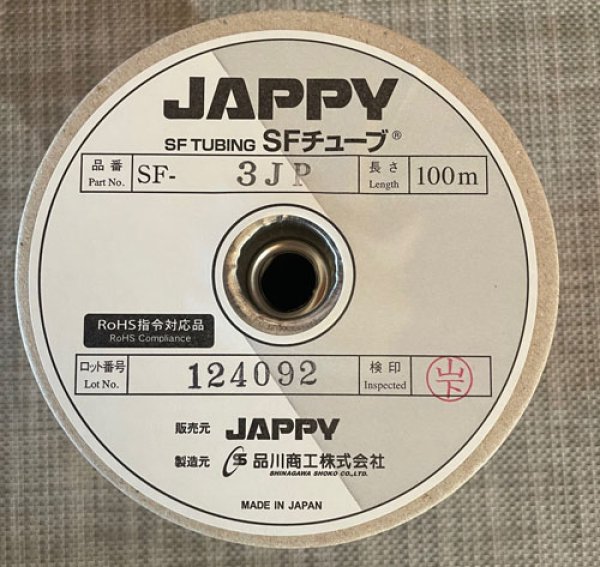 JAPPY
SF TUBING SFチューブ®
品番 Part No. SF- 3JP 長さ Length 100m
RoHS指令対応品
RoHS Compliance
ロット番号 Lot No. 124092 検印 Inspected 山下
販売元 JAPPY
製造元 品川商工株式会社
SHINAGAWA SHOKO CO.,LTD.
MADE IN JAPAN